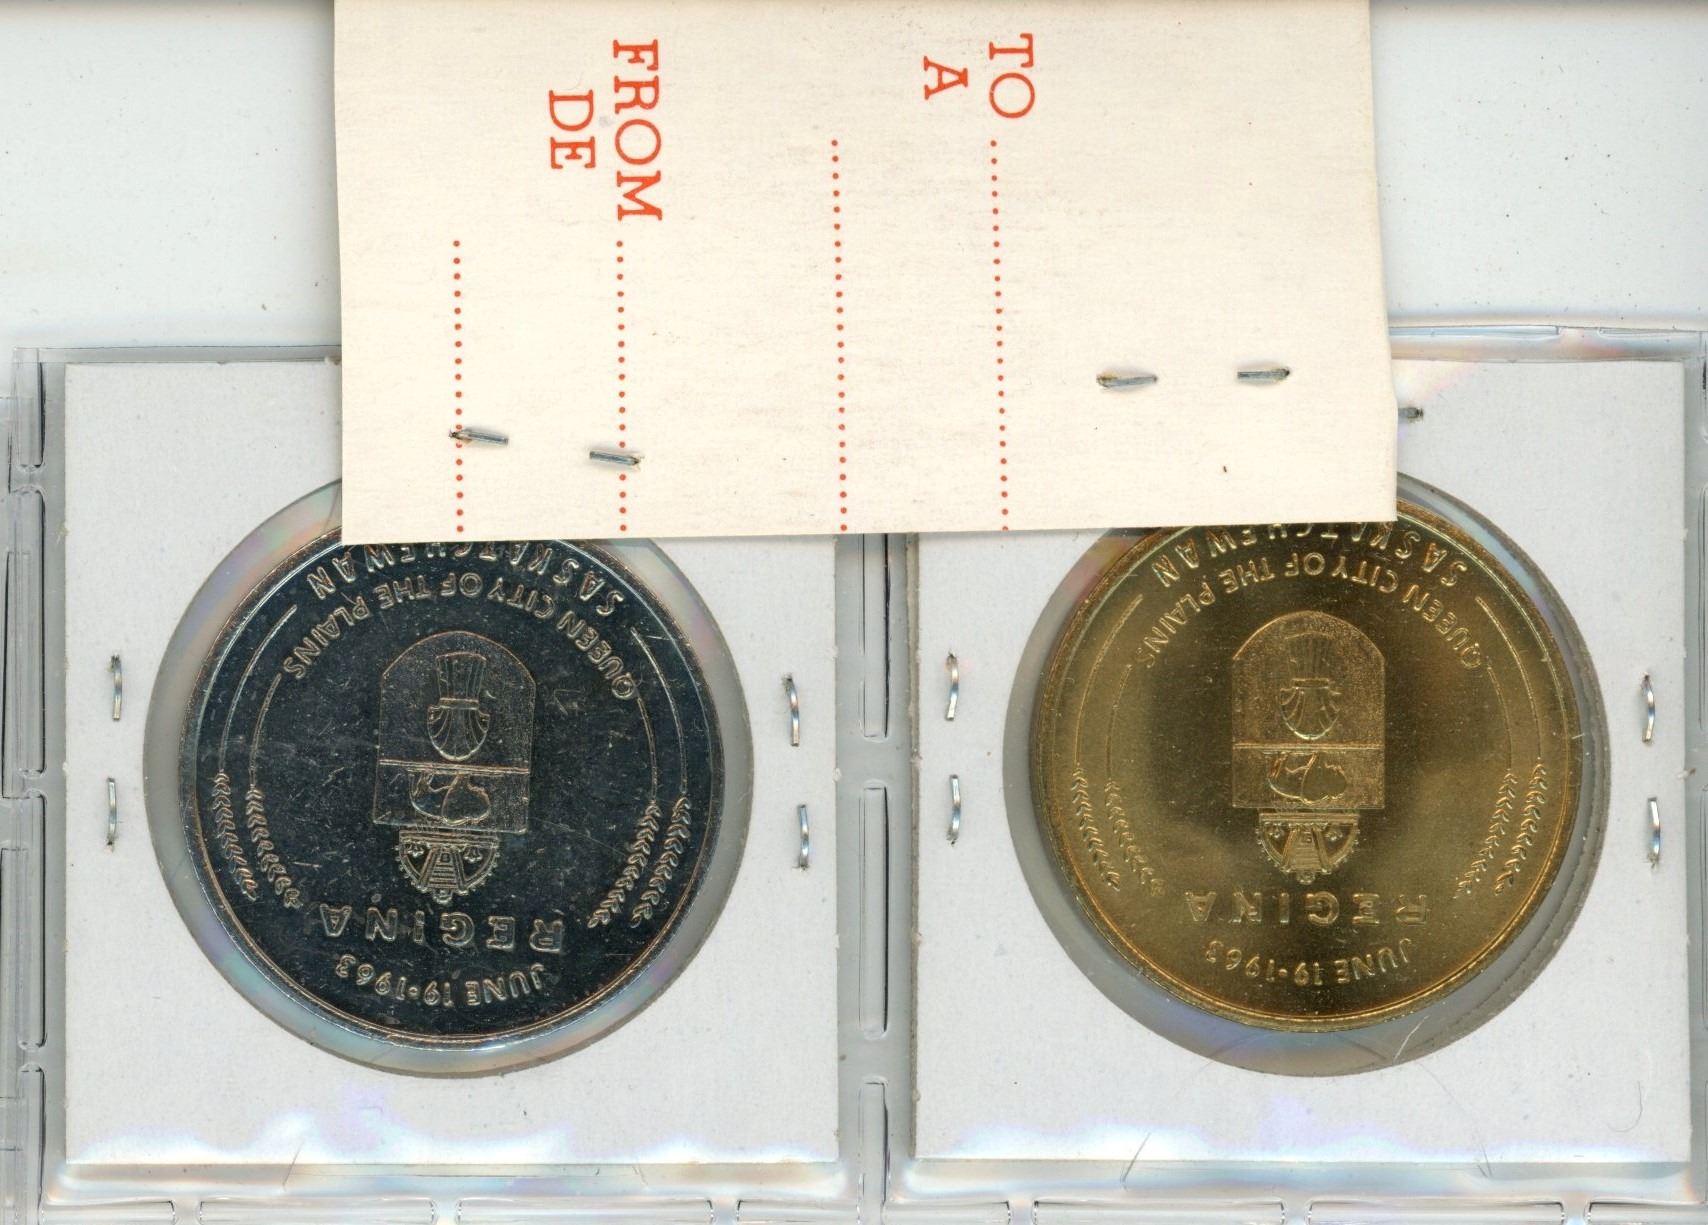 TO
A
FROM
DE
JUNE 19·1963
REGINA
QUEEN CITY OF THE PLAINS
SASKATCHEWAN
JUNE 19·1963
REGINA
QUEEN CITY OF THE PLAINS
SASKATCHEWAN